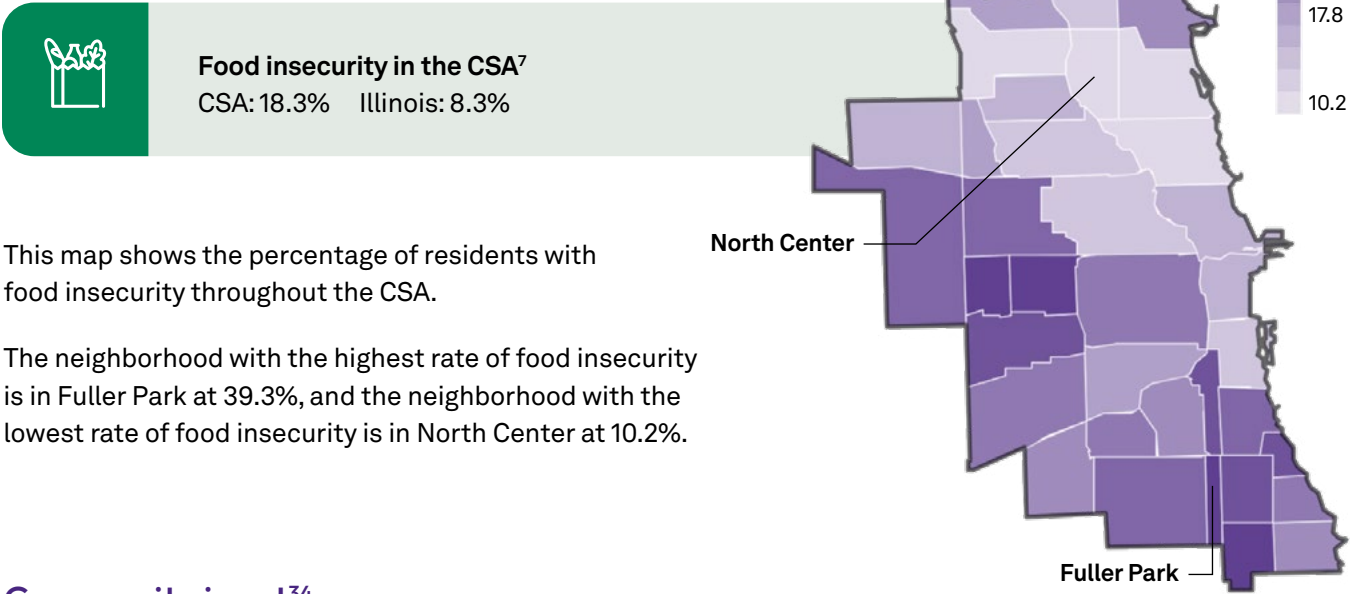 17.8
Food insecurity in the CSA7
CSA: 18.3% Illinois: 8.3%
10.2
North Center
This map shows the percentage of residents with
food insecurity throughout the CSA.
The neighborhood with the highest rate of food insecurity
is in Fuller Park at 39.3%, and the neighborhood with the
lowest rate of food insecurity is in North Center at 10.2%.
Fuller Park
34